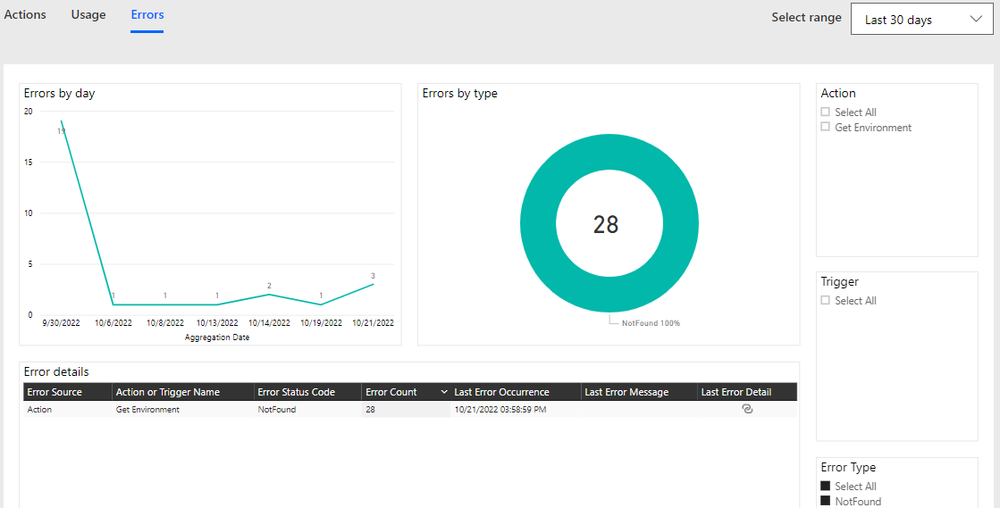 Actions Usage Errors Select range Last 30 days
Errors by day
20
15
10
5
0
19
1
1
1
2
1
3
9/30/2022 10/6/2022 10/8/2022 10/13/2022 10/14/2022 10/19/2022 10/21/2022
Aggregation Date
Errors by type
28
NotFound 100%
Action
Select All
Get Environment
Trigger
Select All
Error details
Error Source Action or Trigger Name Error Status Code Error Count Last Error Occurrence Last Error Message Last Error Detail
Action Get Environment NotFound 28 10/21/2022 03:58:59 PM
Error Type
Select All
NotFound